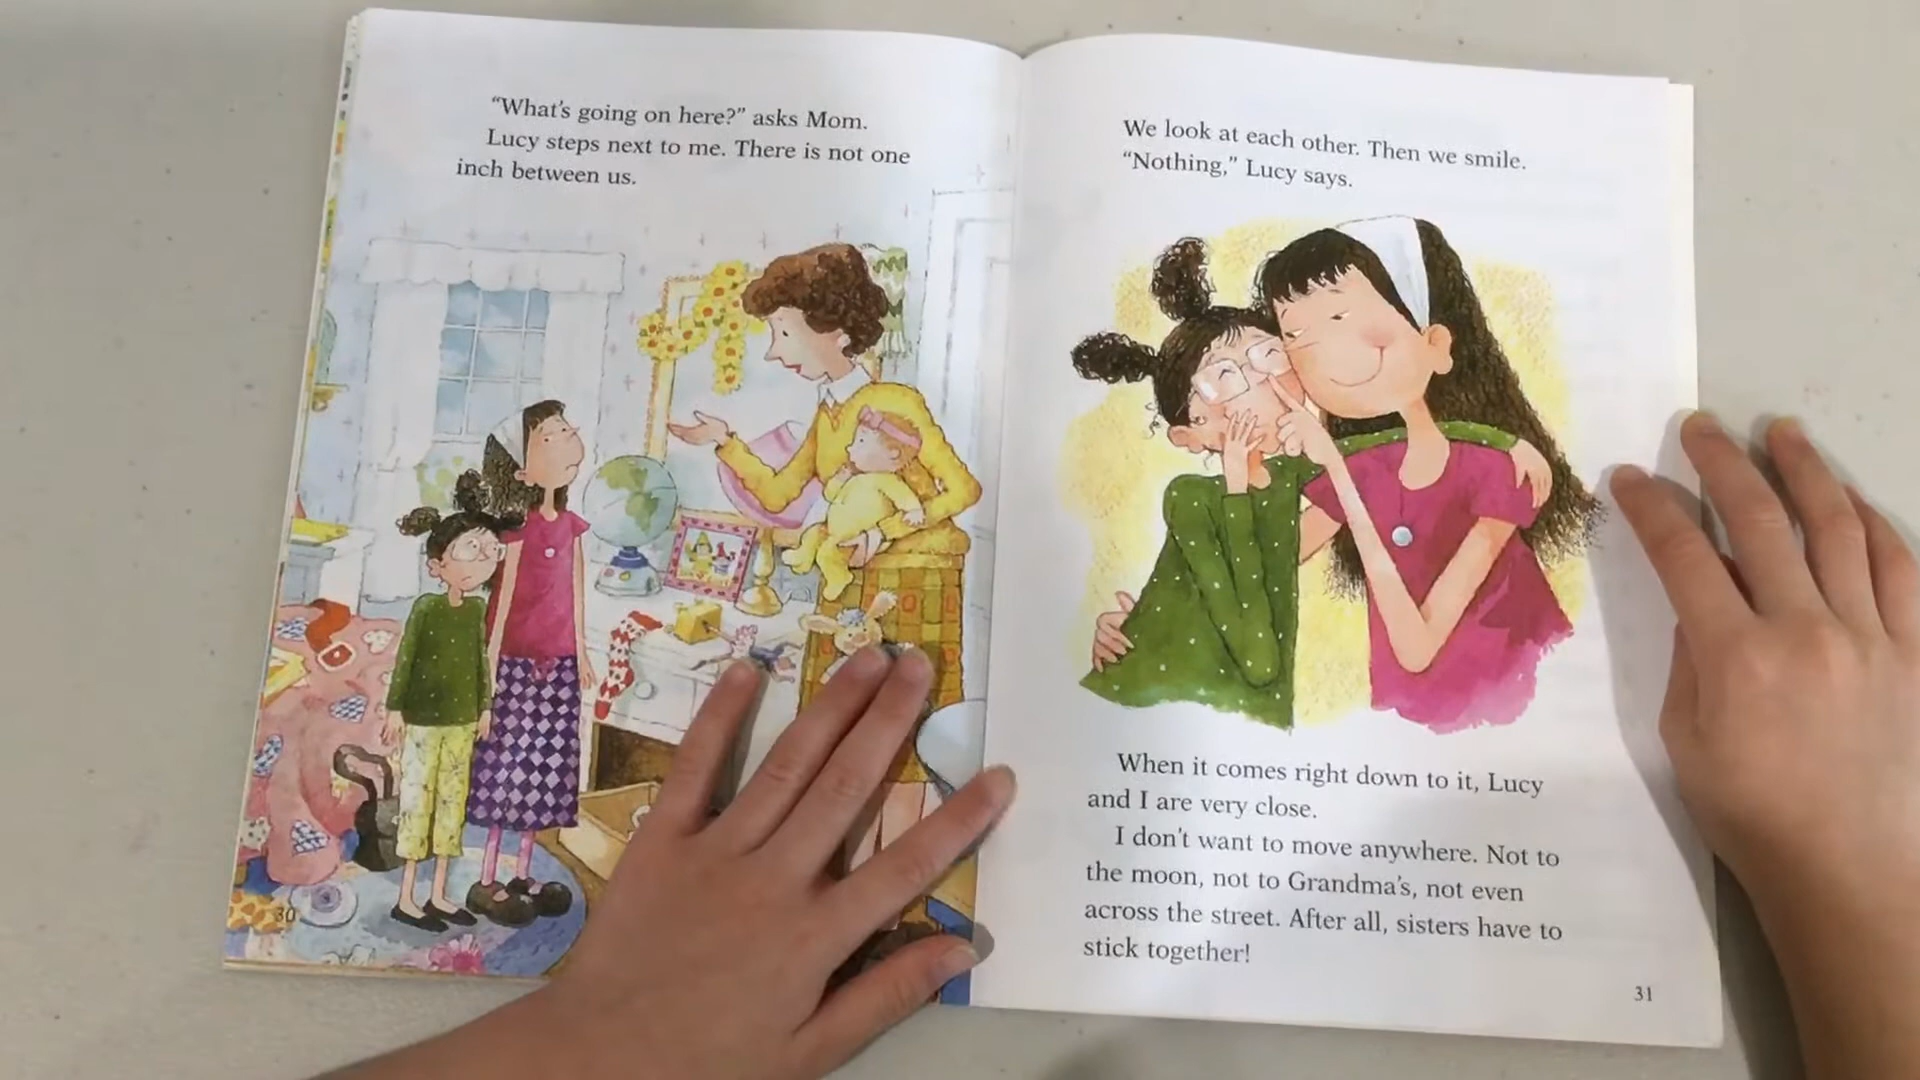 “What’s going on here?” asks Mom.
Lucy steps next to me. There is not one
inch between us.
30
We look at each other. Then we smile.
“Nothing,” Lucy says.
When it comes right down to it, Lucy
and I are very close.
I don’t want to move anywhere. Not to
the moon, not to Grandma’s, not even
across the street. After all, sisters have to
stick together!
31